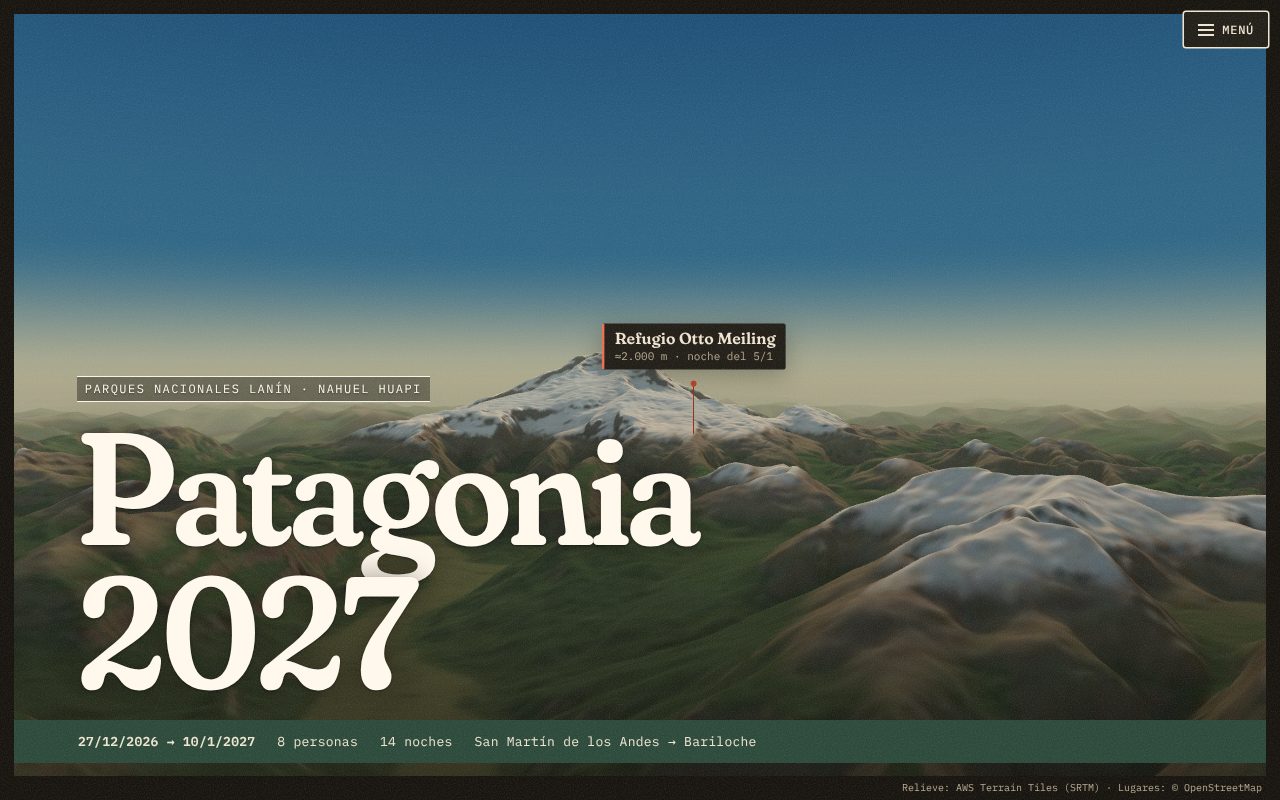 MENÚ
Refugio Otto Meiling
≈2.000 m · noche del 5/1
PARQUES NACIONALES LANÍN · NAHUEL HUAPI
Patagonia
2027
27/12/2026 → 10/1/2027 8 personas 14 noches San Martín de los Andes → Bariloche
Relieve: AWS Terrain Tiles (SRTM) · Lugares: © OpenStreetMap